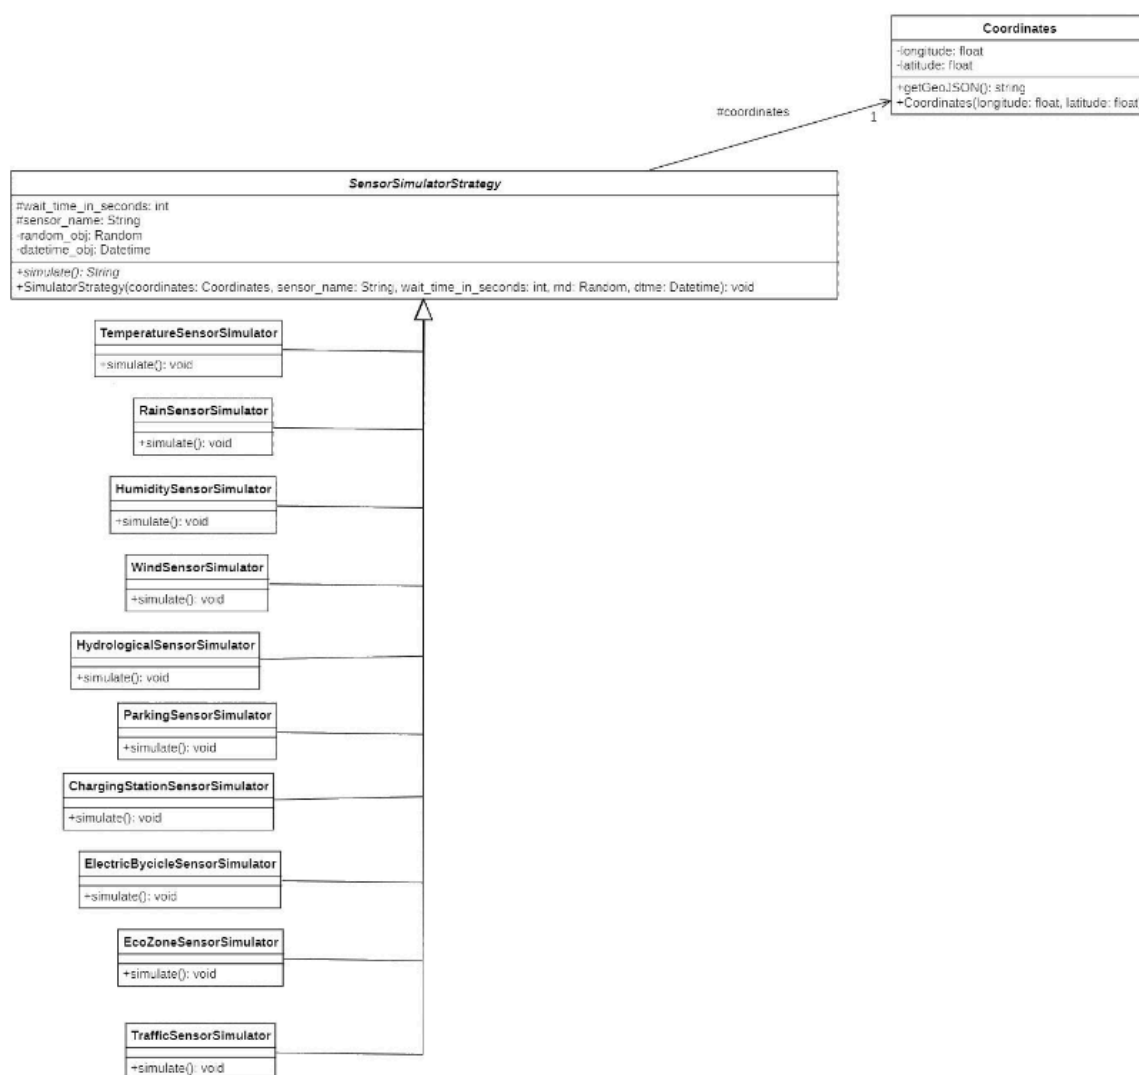 Coordinates
-longitude: float
-latitude: float
+getGeoJSON(): string
+Coordinates(longitude: float, latitude: float)
#coordinates
1
SensorSimulatorStrategy
#wait_time_in_seconds: int
#sensor_name: String
-random_obj: Random
-datetime_obj: Datetime
+simulate(): String
+SimulatorStrategy(coordinates: Coordinates, sensor_name: String, wait_time_in_seconds: int, rnd: Random, dtme: Datetime): void
TemperatureSensorSimulator
+simulate(): void
RainSensorSimulator
+simulate(): void
HumiditySensorSimulator
+simulate(): void
WindSensorSimulator
+simulate(): void
HydrologicalSensorSimulator
+simulate(): void
ParkingSensorSimulator
+simulate(): void
ChargingStationSensorSimulator
+simulate(): void
ElectricBycicleSensorSimulator
+simulate(): void
EcoZoneSensorSimulator
+simulate(): void
TrafficSensorSimulator
+simulate(): void